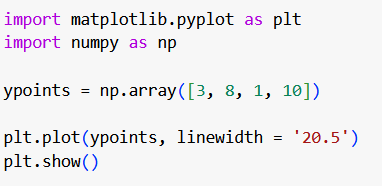 import matplotlib.pyplot as plt
import numpy as np
ypoints = np.array([3, 8, 1, 10])
plt.plot(ypoints, linewidth = '20.5')
plt.show()